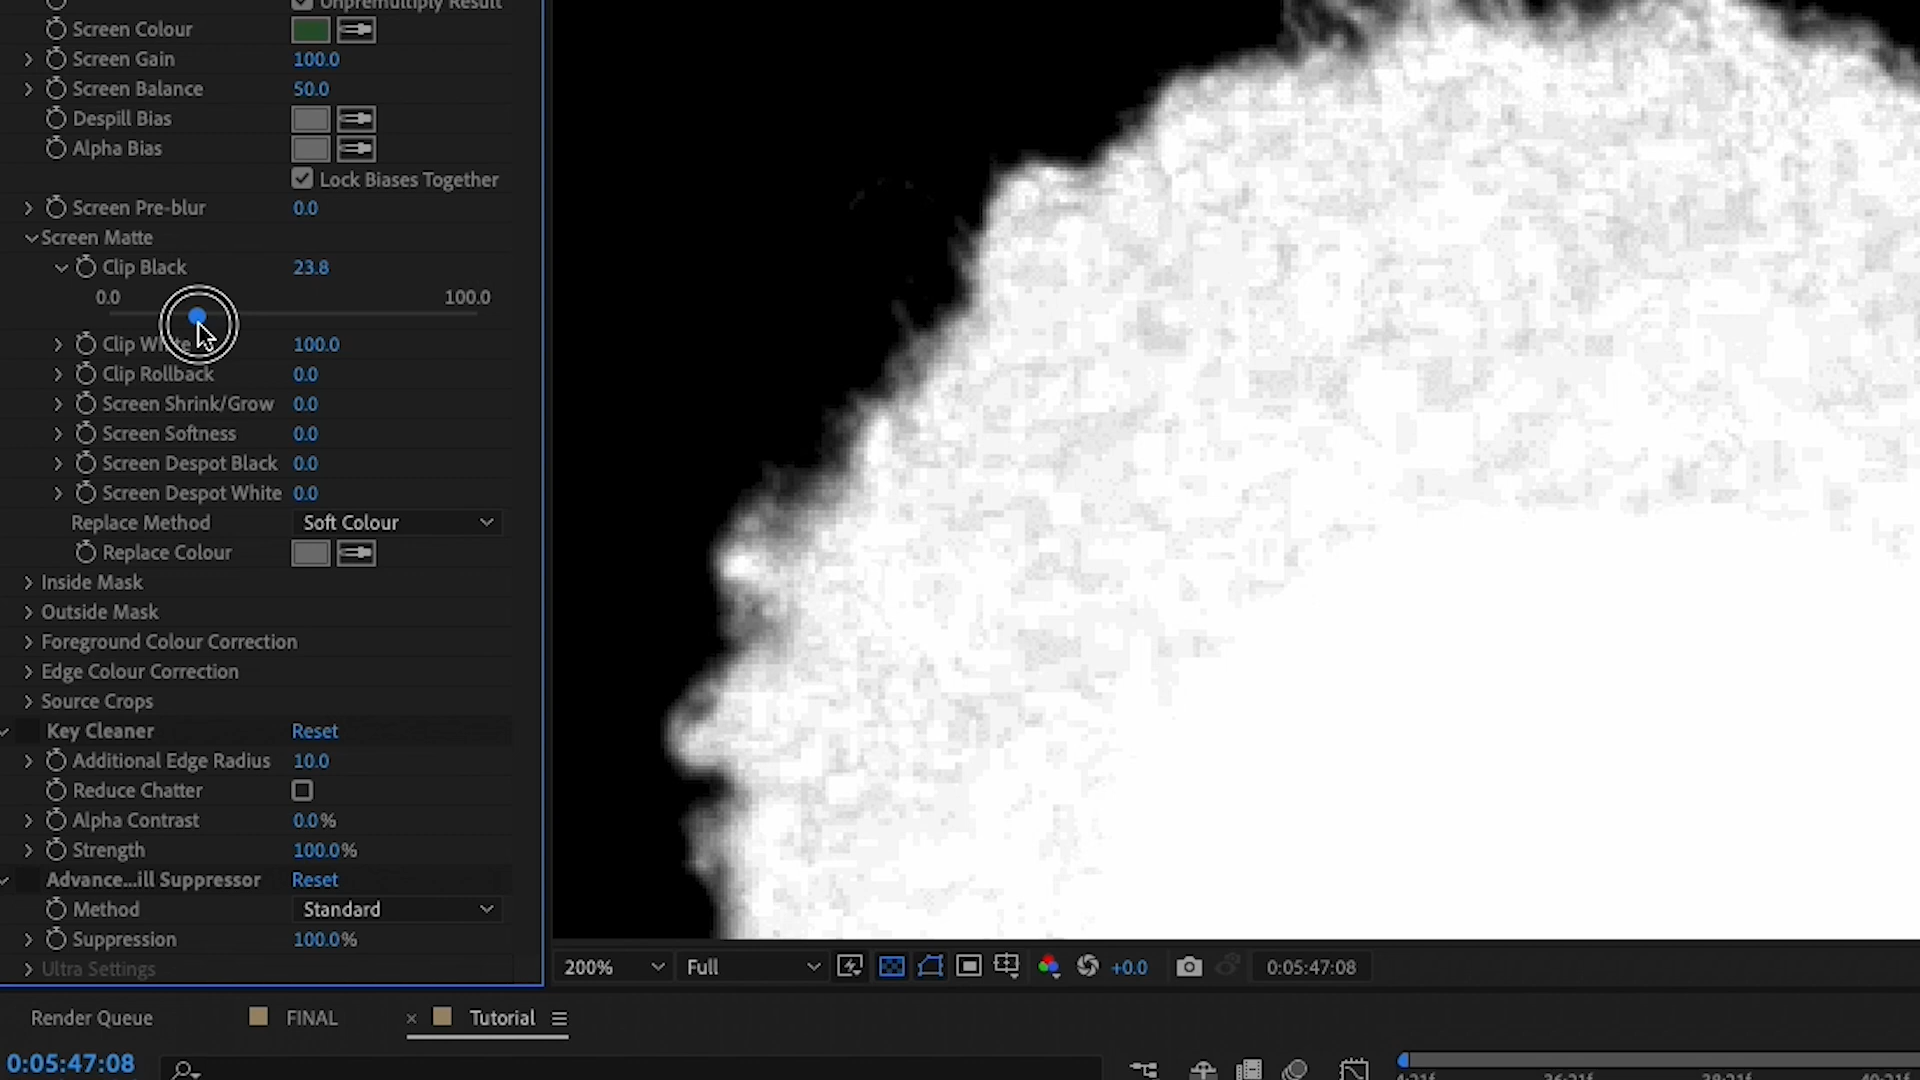 Unpremultiply Result
Screen Colour
Screen Gain 100.0
Screen Balance 50.0
Despill Bias
Alpha Bias
Lock Biases Together
Screen Pre-blur 0.0
Screen Matte
Clip Black 23.8
0.0 100.0
Clip White 100.0
Clip Rollback 0.0
Screen Shrink/Grow 0.0
Screen Softness 0.0
Screen Despot Black 0.0
Screen Despot White 0.0
Replace Method Soft Colour
Replace Colour
Inside Mask
Outside Mask
Foreground Colour Correction
Edge Colour Correction
Source Crops
Key Cleaner Reset
Additional Edge Radius 10.0
Reduce Chatter
Alpha Contrast 0.0%
Strength 100.0%
Advance...ill Suppressor Reset
Method Standard
Suppression 100.0%
Ultra Settings
200% Full +0.0 0:05:47:08
Render Queue FINAL × Tutorial
0:05:47:08